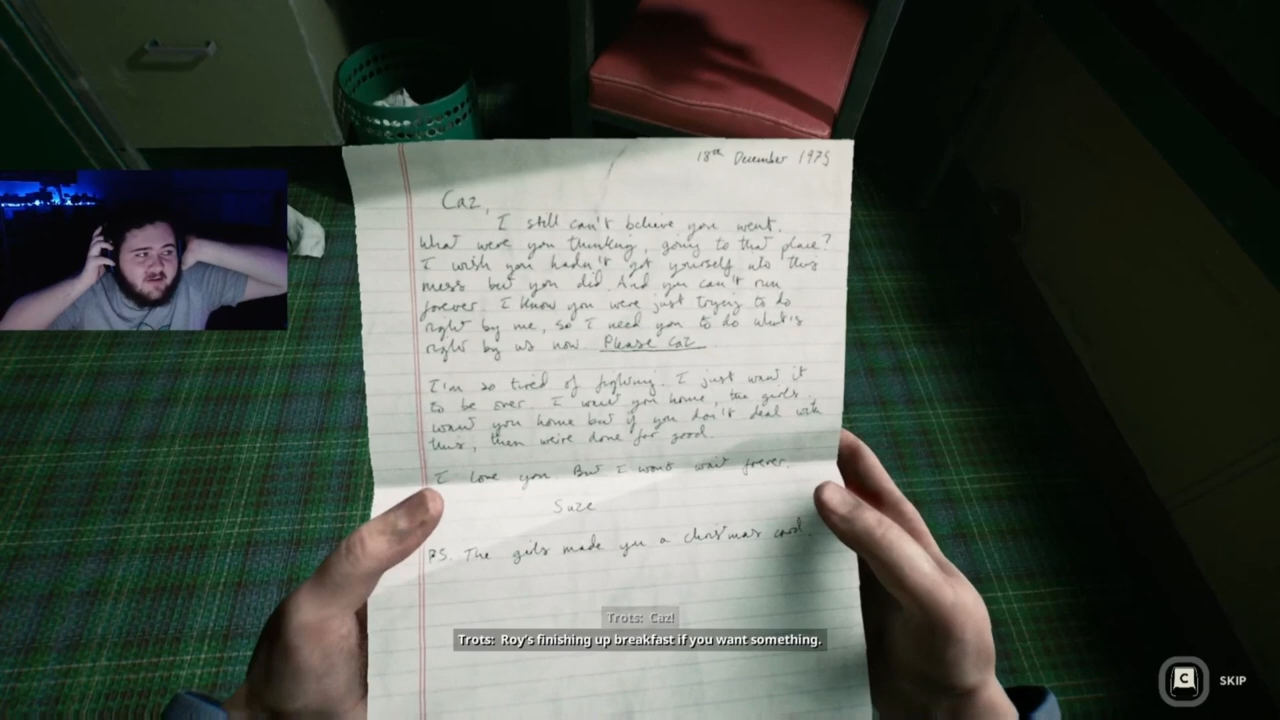 18th December 1975
Caz,
I still can't believe you went.
What were you thinking, going to that place?
I wish you hadn't got yourself into this
mess but you did. And you can't run
forever. I know you were just trying to do
right by me, so I need you to do what's
right by us now. Please Caz
I'm so tired of fighting. I just want it
to be over. I want you home, the girls
want you home but if you don't deal with
this, then we're done for good.
I love you. But I won't wait forever.
Suze
P.S. The girls made you a christmas card.
Trots: Caz!
Trots: Roy's finishing up breakfast if you want something.
C SKIP